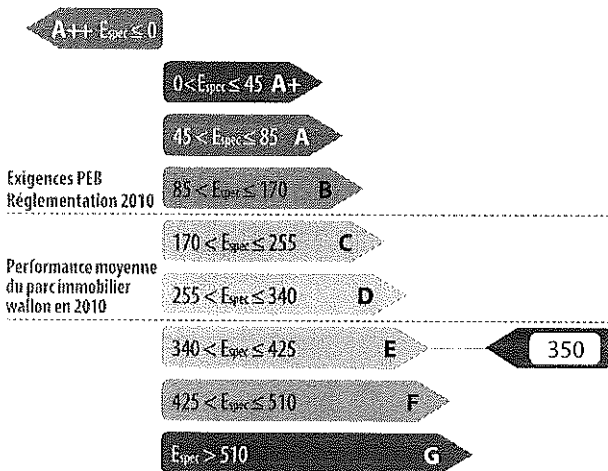 A++ Espec ≤ 0
0 < Espec ≤ 45 A+
45 < Espec ≤ 85 A
Exigences PEB
Réglementation 2010
85 < Espec ≤ 170 B
170 < Espec ≤ 255 C
Performance moyenne
du parc immobilier
wallon en 2010
255 < Espec ≤ 340 D
340 < Espec ≤ 425 E
350
425 < Espec ≤ 510 F
Espec > 510 G